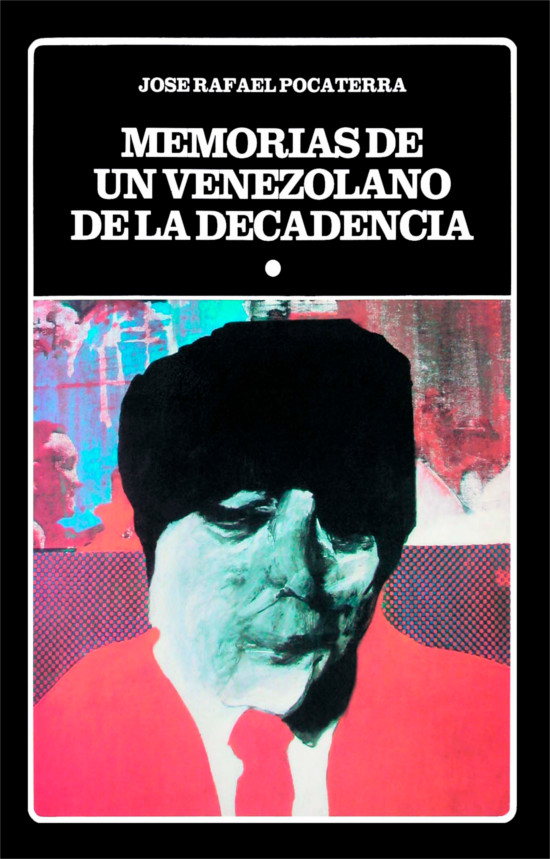 JOSE RAFAEL POCATERRA
MEMORIAS DE
UN VENEZOLANO
DE LA DECADENCIA